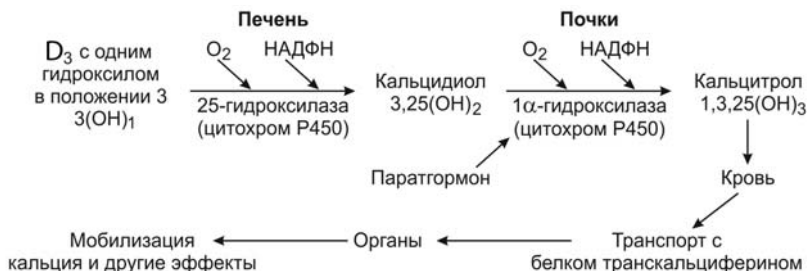 Печень
Почки
D₃ с одним
гидроксилом
в положении 3
3(OH)₁
O₂
НАДФН
25-гидроксилаза
(цитохром P450)
Кальцидиол
3,25(OH)₂
O₂
НАДФН
1α-гидроксилаза
(цитохром P450)
Кальцитрол
1,3,25(OH)₃
Паратгормон
Кровь
Транспорт с
белком транскальциферином
Органы
Мобилизация
кальция и другие эффекты